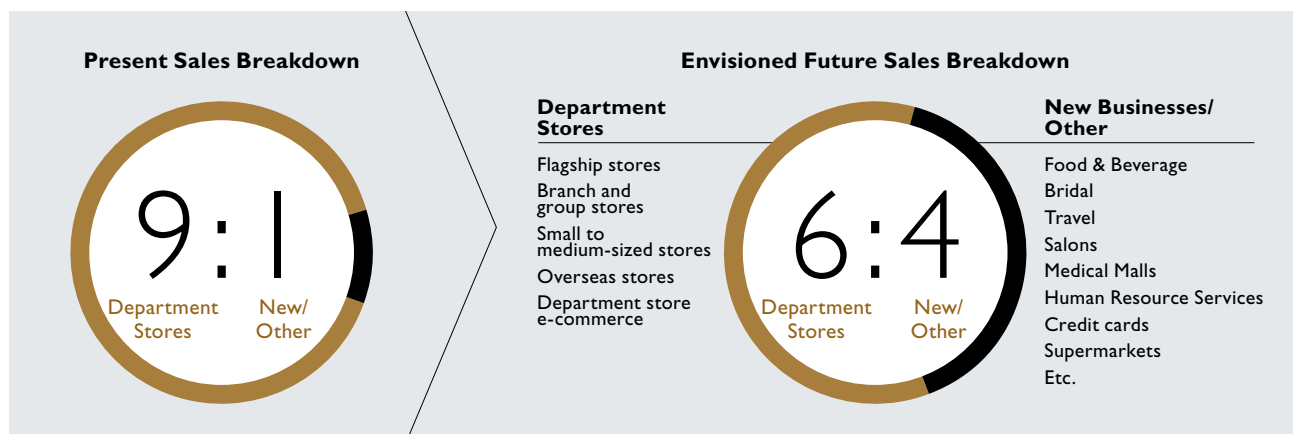 Present Sales Breakdown
9:1
Department
Stores
New/
Other
Envisioned Future Sales Breakdown
Department
Stores
Flagship stores
Branch and
group stores
Small to
medium-sized stores
Overseas stores
Department store
e-commerce
6:4
Department
Stores
New/
Other
New Businesses/
Other
Food & Beverage
Bridal
Travel
Salons
Medical Malls
Human Resource Services
Credit cards
Supermarkets
Etc.